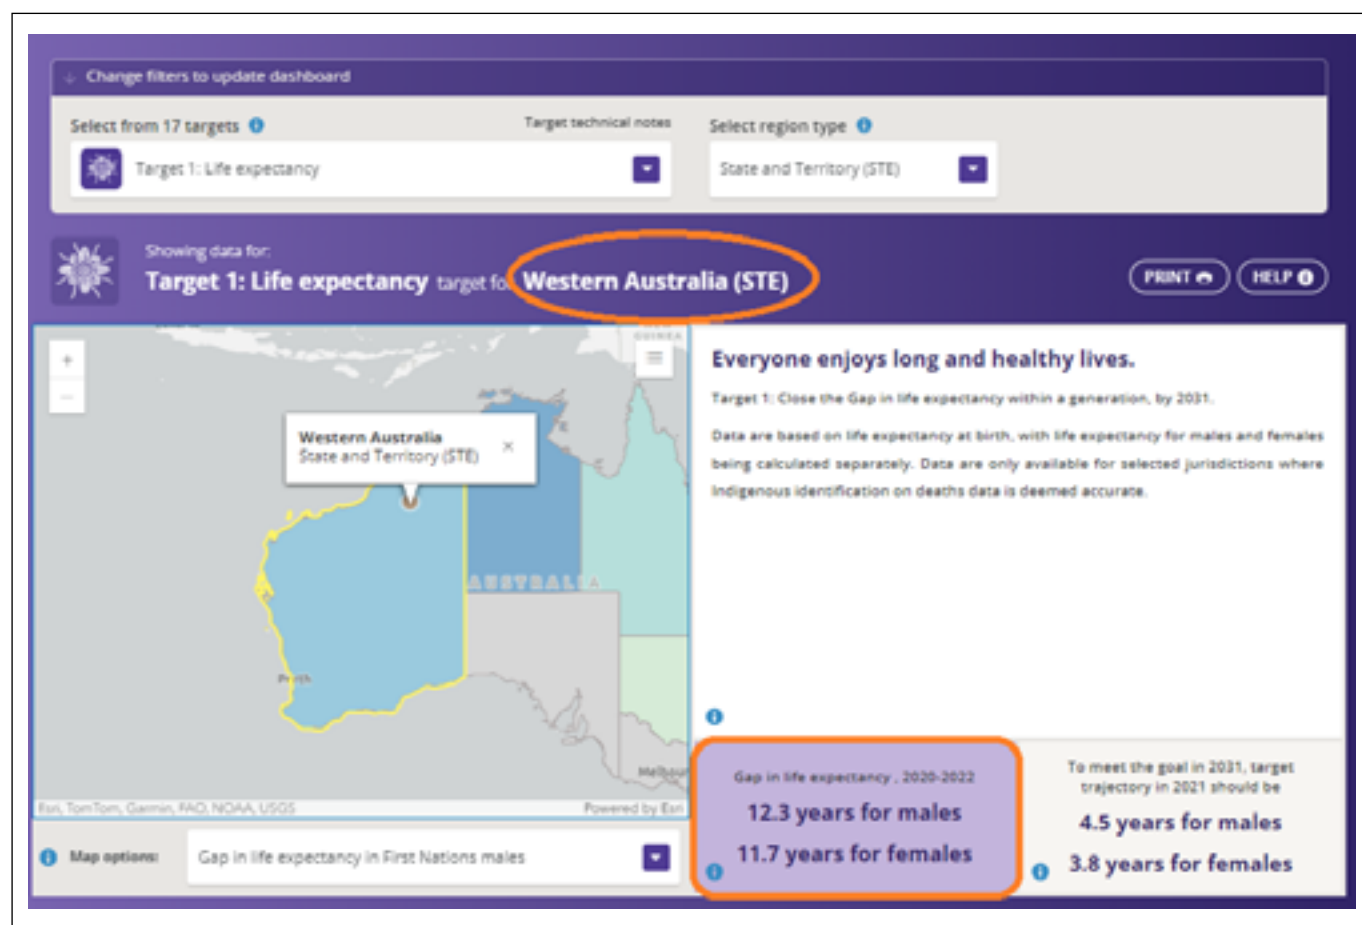 Change filters to update dashboard
Select from 17 targets
Target technical notes
Select region type
Target 1: Life expectancy
State and Territory (STE)
Showing data for:
Target 1: Life expectancy target fo Western Australia (STE)
PRINT
HELP
GUINEA
+
−
Western Australia
State and Territory (STE)
×
AUSTRALIA
Perth
Melbour
Esri, TomTom, Garmin, FAO, NOAA, USGS
Powered by Esri
Map options:
Gap in life expectancy in First Nations males
Everyone enjoys long and healthy lives.
Target 1: Close the Gap in life expectancy within a generation, by 2031.
Data are based on life expectancy at birth, with life expectancy for males and females
being calculated separately. Data are only available for selected jurisdictions where
Indigenous identification on deaths data is deemed accurate.
Gap in life expectancy , 2020-2022
12.3 years for males
11.7 years for females
To meet the goal in 2031, target
trajectory in 2021 should be
4.5 years for males
3.8 years for females